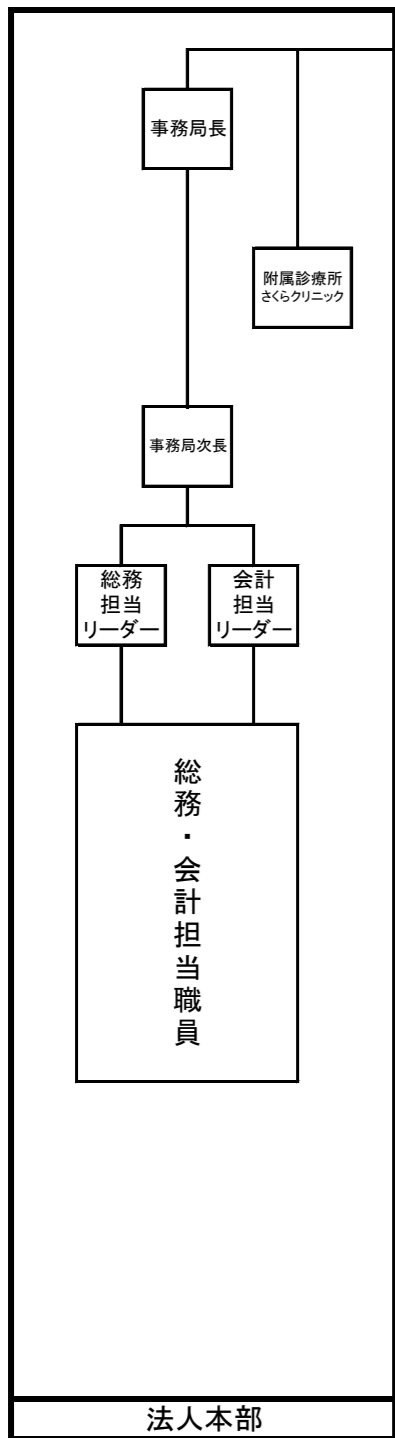 事務局長
附属診療所
さくらクリニック
事務局次長
総務
担当
リーダー
会計
担当
リーダー
総務・会計担当職員
法人本部